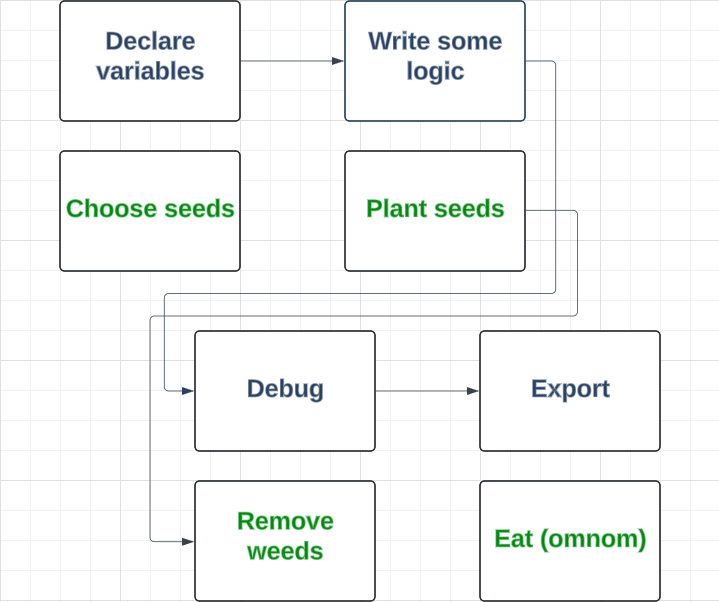 Declare
variables
Write some
logic
Choose seeds
Plant seeds
Debug
Export
Remove
weeds
Eat (omnom)